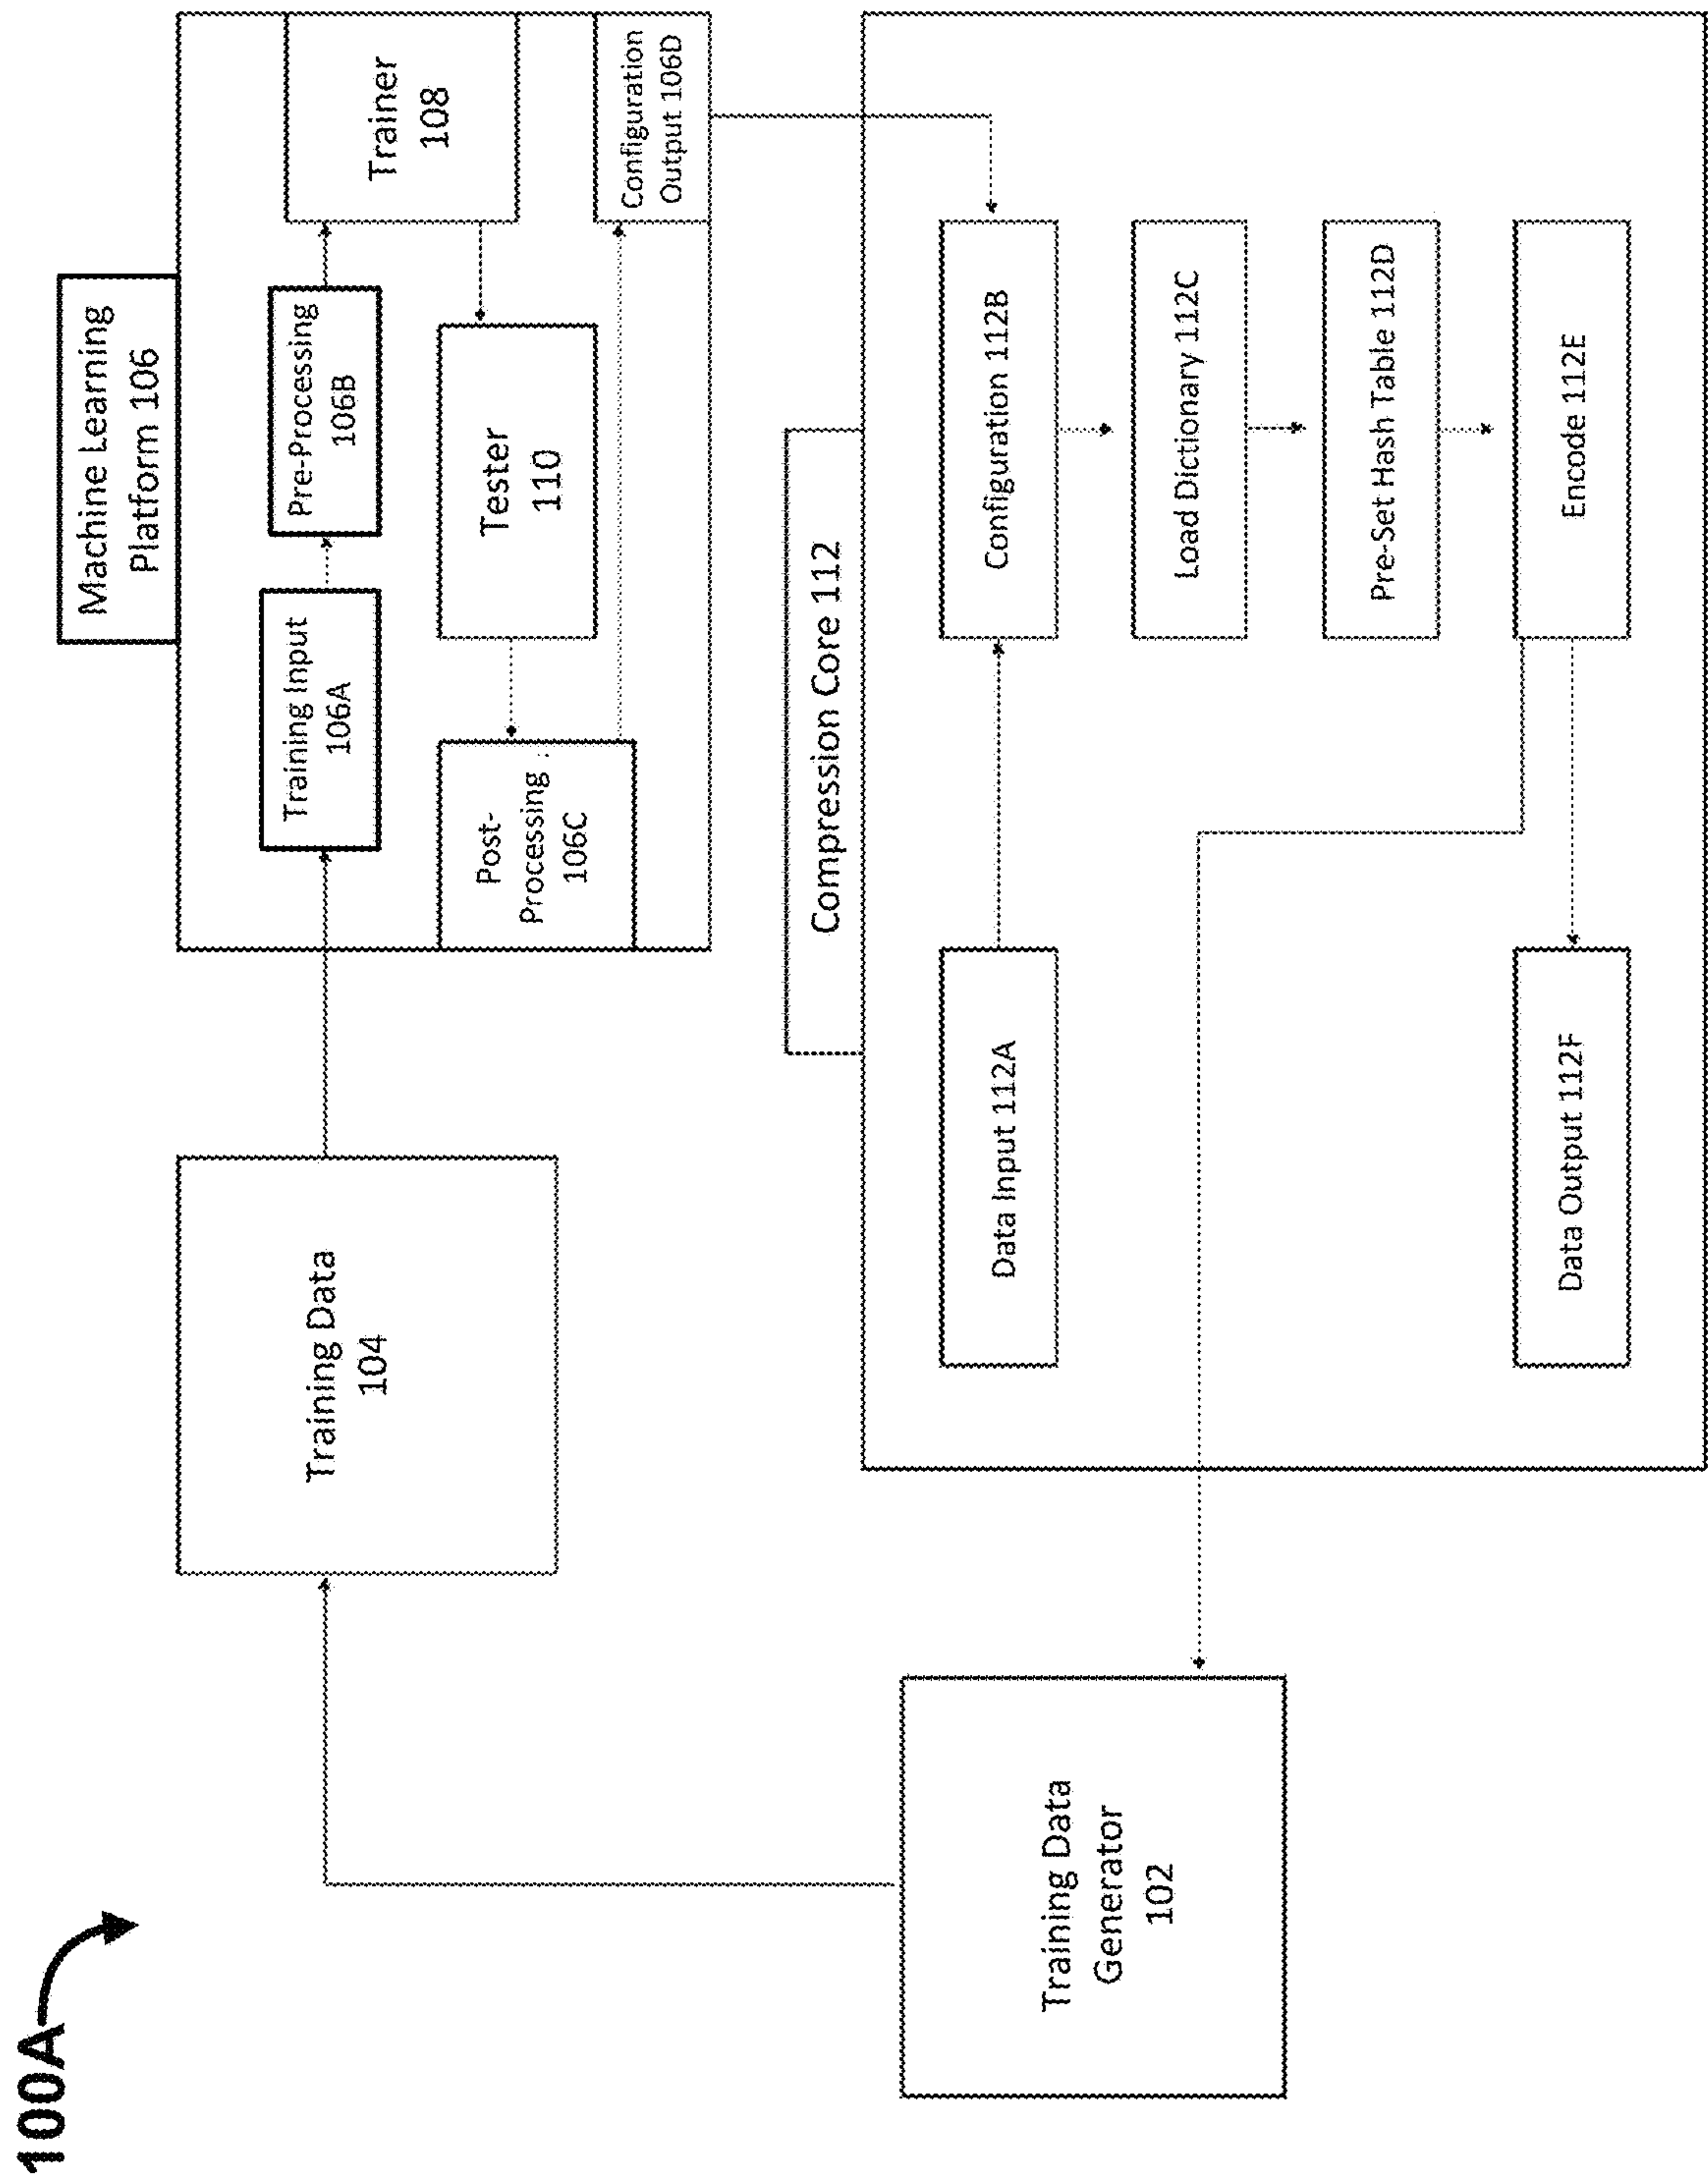 100A
Machine Learning
Platform 106
Training Data
104
Training Input
106A
Pre-Processing
106B
Trainer
108
Post-
Processing
106C
Tester
110
Configuration
Output 106D
Compression Core 112
Training Data
Generator
102
Data Input 112A
Configuration 112B
Load Dictionary 112C
Pre-Set Hash Table 112D
Data Output 112F
Encode 112E